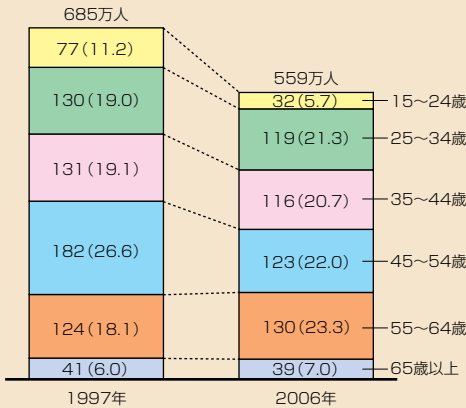 685万人
77(11.2)
130(19.0)
131(19.1)
182(26.6)
124(18.1)
41(6.0)
1997年
559万人
32(5.7)
119(21.3)
116(20.7)
123(22.0)
130(23.3)
39(7.0)
2006年
15～24歳
25～34歳
35～44歳
45～54歳
55～64歳
65歳以上